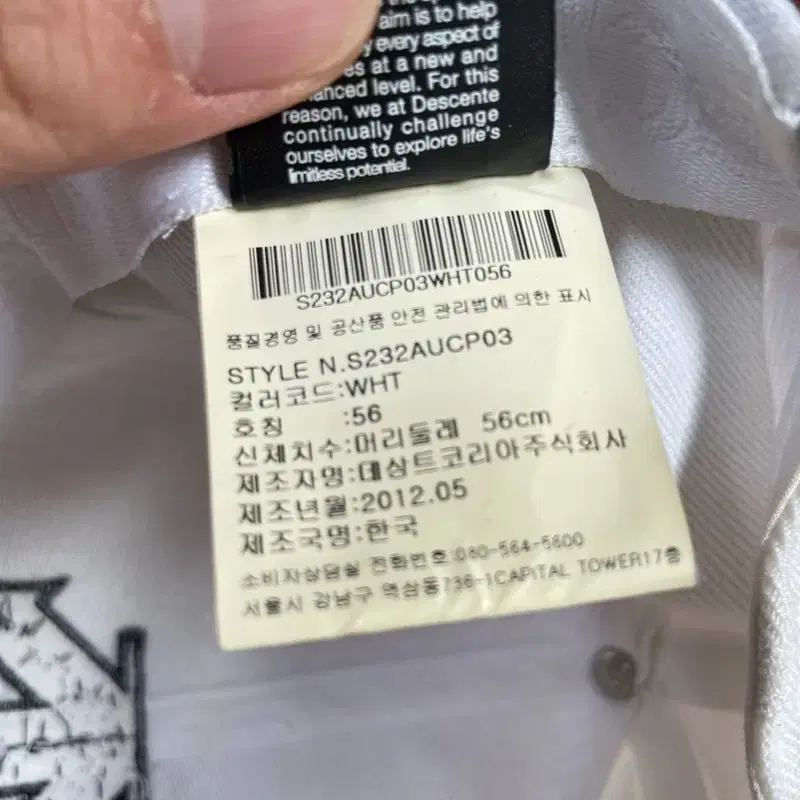 aim is to help
every aspect of
at a new and
level. For this
reason, we at Descente
continually challenge
ourselves to explore life's
limitless potential.
S232AUCP03WHT056
품질경영 및 공산품 안전 관리법에 의한 표시
STYLE N.S232AUCP03
컬러코드:WHT
호칭 :56
신체치수:머리둘레 56cm
제조자명:데상트코리아주식회사
제조년월:2012.05
제조국명:한국
소비자상담실 전화번호:080-564-5600
서울시 강남구 역삼동736-1CAPITAL TOWER17층